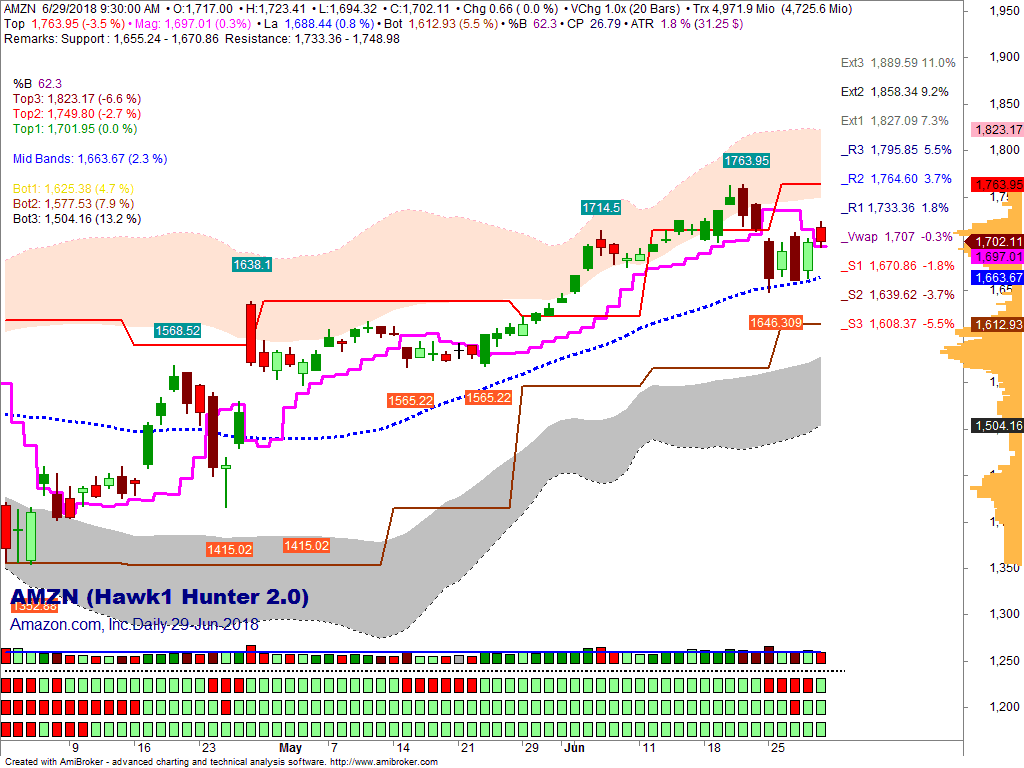 AMZN 6/29/2018 9:30:00 AM • O:1,717.00 • H:1,723.41 • L:1,694.32 • C:1,702.11 • Chg 0.66 ( 0.0 %) • VChg 1.0x (20 Bars) • Trx 4,971.9 Mio (4,725.6 Mio)
Top 1,763.95 (-3.5 %) • Mag: 1,697.01 (0.3%) • La 1,688.44 (0.8 %) • Bot 1,612.93 (5.5 %) • %B 62.3 • CP 26.79 • ATR 1.8 % (31.25 $)
Remarks: Support : 1,655.24 - 1,670.86 Resistance: 1,733.36 - 1,748.98
%B 62.3
Top3: 1,823.17 (-6.6 %)
Top2: 1,749.80 (-2.7 %)
Top1: 1,701.95 (0.0 %)
Mid Bands: 1,663.67 (2.3 %)
Bot1: 1,625.38 (4.7 %)
Bot2: 1,577.53 (7.9 %)
Bot3: 1,504.16 (13.2 %)
Ext3 1,889.59 11.0%
Ext2 1,858.34 9.2%
Ext1 1,827.09 7.3%
_R3 1,795.85 5.5%
_R2 1,764.60 3.7%
_R1 1,733.36 1.8%
_Vwap 1,707 -0.3%
_S1 1,670.86 -1.8%
_S2 1,639.62 -3.7%
_S3 1,608.37 -5.5%
1,950
1,900
1,850
1,823.17
1,800
1,763.95
1,702.11
1,697.01
1,663.67
1,612.93
1,504.16
1,350
1,300
1,250
1,200
1763.95
1714.5
1638.1
1568.52
1646.309
1565.22
1565.22
1415.02
1415.02
1352.88
AMZN (Hawk1 Hunter 2.0)
Amazon.com, Inc.Daily 29-Jun-2018
9 16 23 May 7 14 21 29 Jun 11 18 25
Created with AmiBroker - advanced charting and technical analysis software. http://www.amibroker.com